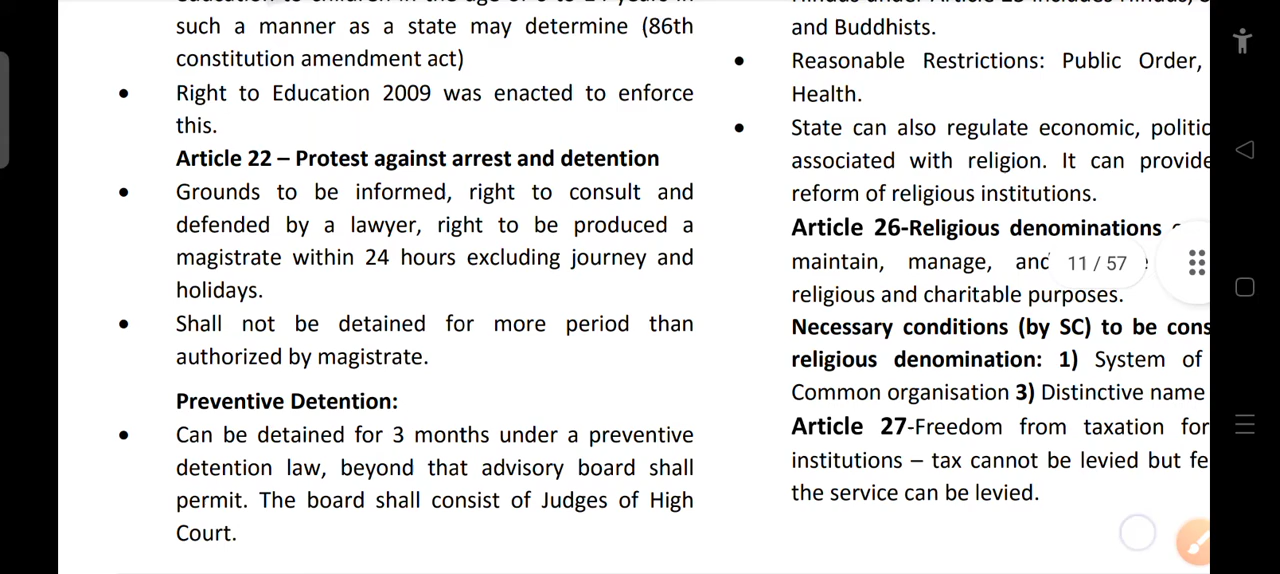 such a manner as a state may determine (86th
constitution amendment act)
• Right to Education 2009 was enacted to enforce
this.
Article 22 – Protest against arrest and detention
• Grounds to be informed, right to consult and
defended by a lawyer, right to be produced a
magistrate within 24 hours excluding journey and
holidays.
• Shall not be detained for more period than
authorized by magistrate.
Preventive Detention:
• Can be detained for 3 months under a preventive
detention law, beyond that advisory board shall
permit. The board shall consist of Judges of High
Court.
and Buddhists.
• Reasonable Restrictions: Public Order,
Health.
• State can also regulate economic,
associated with religion. It can provide
reform of religious institutions.
Article 26-Religious denominations
maintain, manage,
religious and charitable purposes.
Necessary conditions (by SC) to be
religious denomination: 1) System of
Common organisation 3) Distinctive name
Article 27-Freedom from taxation for
institutions – tax cannot be levied but
the service can be levied.
11 / 57